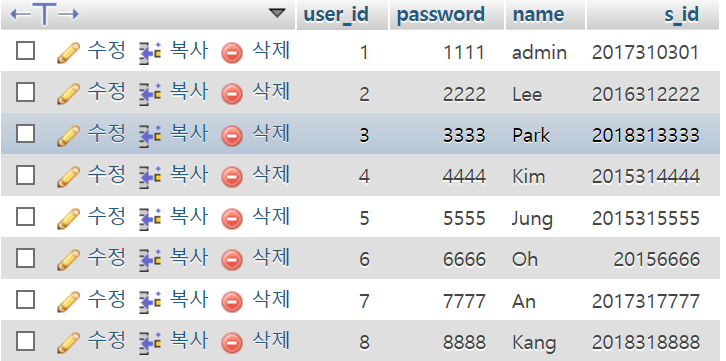 user_id password name s_id
수정 복사 삭제 1 1111 admin 2017310301
수정 복사 삭제 2 2222 Lee 2016312222
수정 복사 삭제 3 3333 Park 2018313333
수정 복사 삭제 4 4444 Kim 2015314444
수정 복사 삭제 5 5555 Jung 2015315555
수정 복사 삭제 6 6666 Oh 20156666
수정 복사 삭제 7 7777 An 2017317777
수정 복사 삭제 8 8888 Kang 2018318888